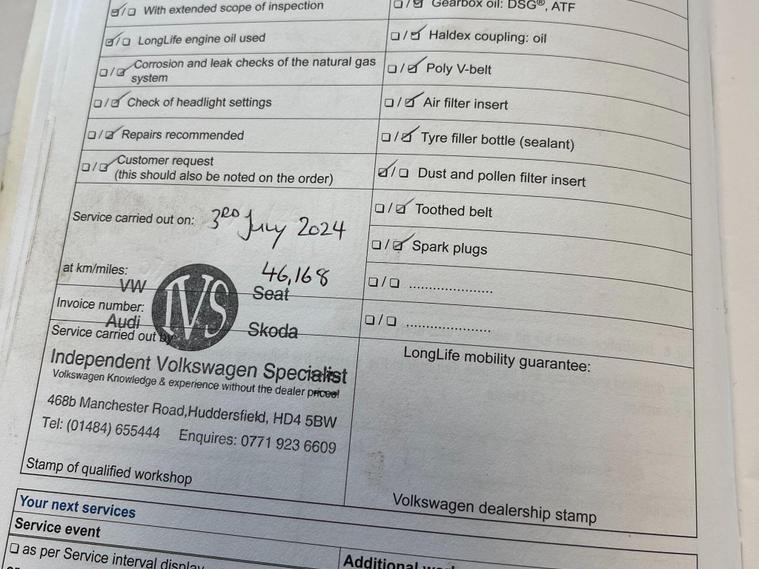 ☑/☐ With extended scope of inspection
☑/☐ LongLife engine oil used
☐/☑ Corrosion and leak checks of the natural gas
system
☐/☑ Check of headlight settings
☐/☑ Repairs recommended
☐/☑ Customer request
(this should also be noted on the order)
Service carried out on: 3RD July 2024
at km/miles: 46,168
VW IVS Seat
Invoice number:
Audi Skoda
Service carried out by
Independent Volkswagen Specialist
Volkswagen Knowledge & experience without the dealer prices!
468b Manchester Road,Huddersfield, HD4 5BW
Tel: (01484) 655444 Enquires: 0771 923 6609
Stamp of qualified workshop
☐/☑ Gearbox oil: DSG®, ATF
☐/☑ Haldex coupling: oil
☐/☑ Poly V-belt
☐/☑ Air filter insert
☐/☑ Tyre filler bottle (sealant)
☑/☐ Dust and pollen filter insert
☐/☑ Toothed belt
☐/☑ Spark plugs
☐/☐ .....................
☐/☐ .....................
LongLife mobility guarantee:
Volkswagen dealership stamp
Your next services
Service event
☐ as per Service interval display
Additional